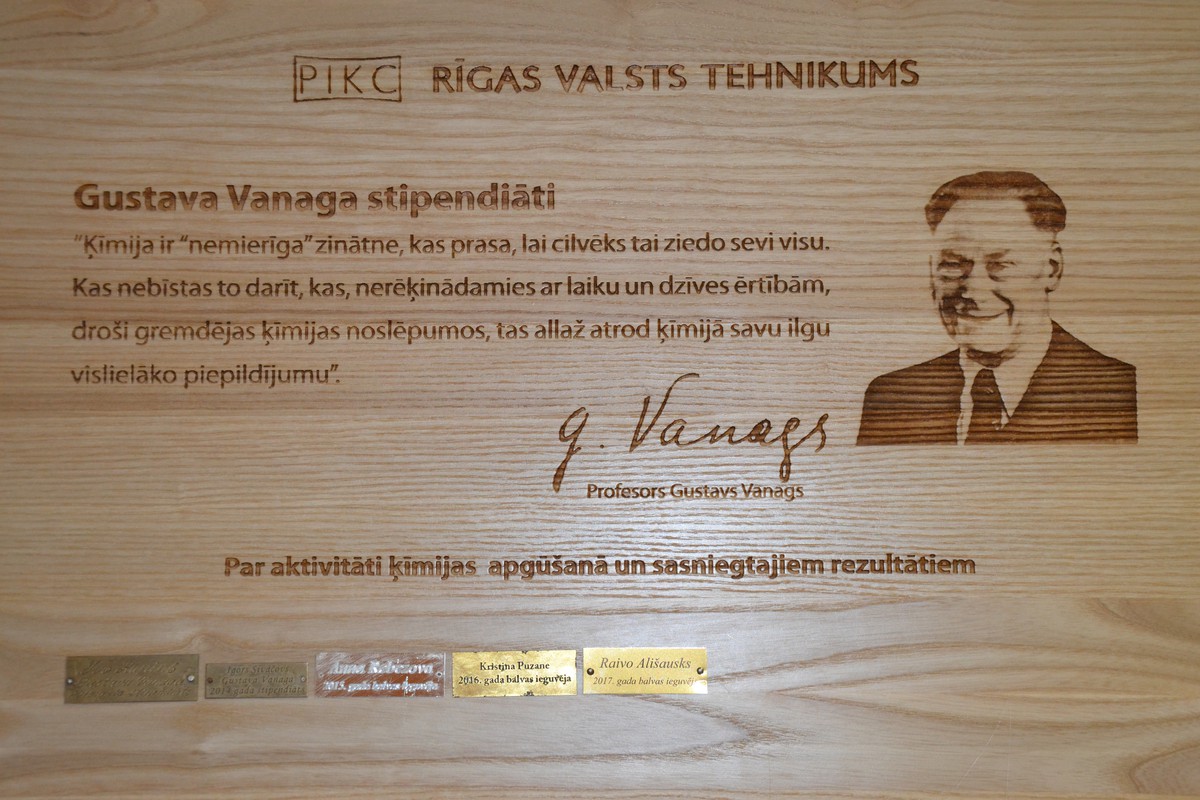 PIKC RĪGAS VALSTS TEHNIKUMS
Gustava Vanaga stipendiāti
“Ķīmija ir “nemierīga” zinātne, kas prasa, lai cilvēks tai ziedo sevi visu.
Kas nebīstas to darīt, kas, nerēķinādamies ar laiku un dzīves ērtībām,
droši gremdējas ķīmijas noslēpumos, tas allaž atrod ķīmijā savu ilgu
vislielāko piepildījumu”.
G. Vanags
Profesors Gustavs Vanags
Par aktivitāti ķīmijas apgūšanā un sasniegtajiem rezultātiem
Gustava Vanaga
2014. gada stipendiāts
Anna
2015. gada balvas ieguvēja
Kristīna Puzane
2016. gada balvas ieguvēja
Raivo Ališausks
2017. gada balvas ieguvējs